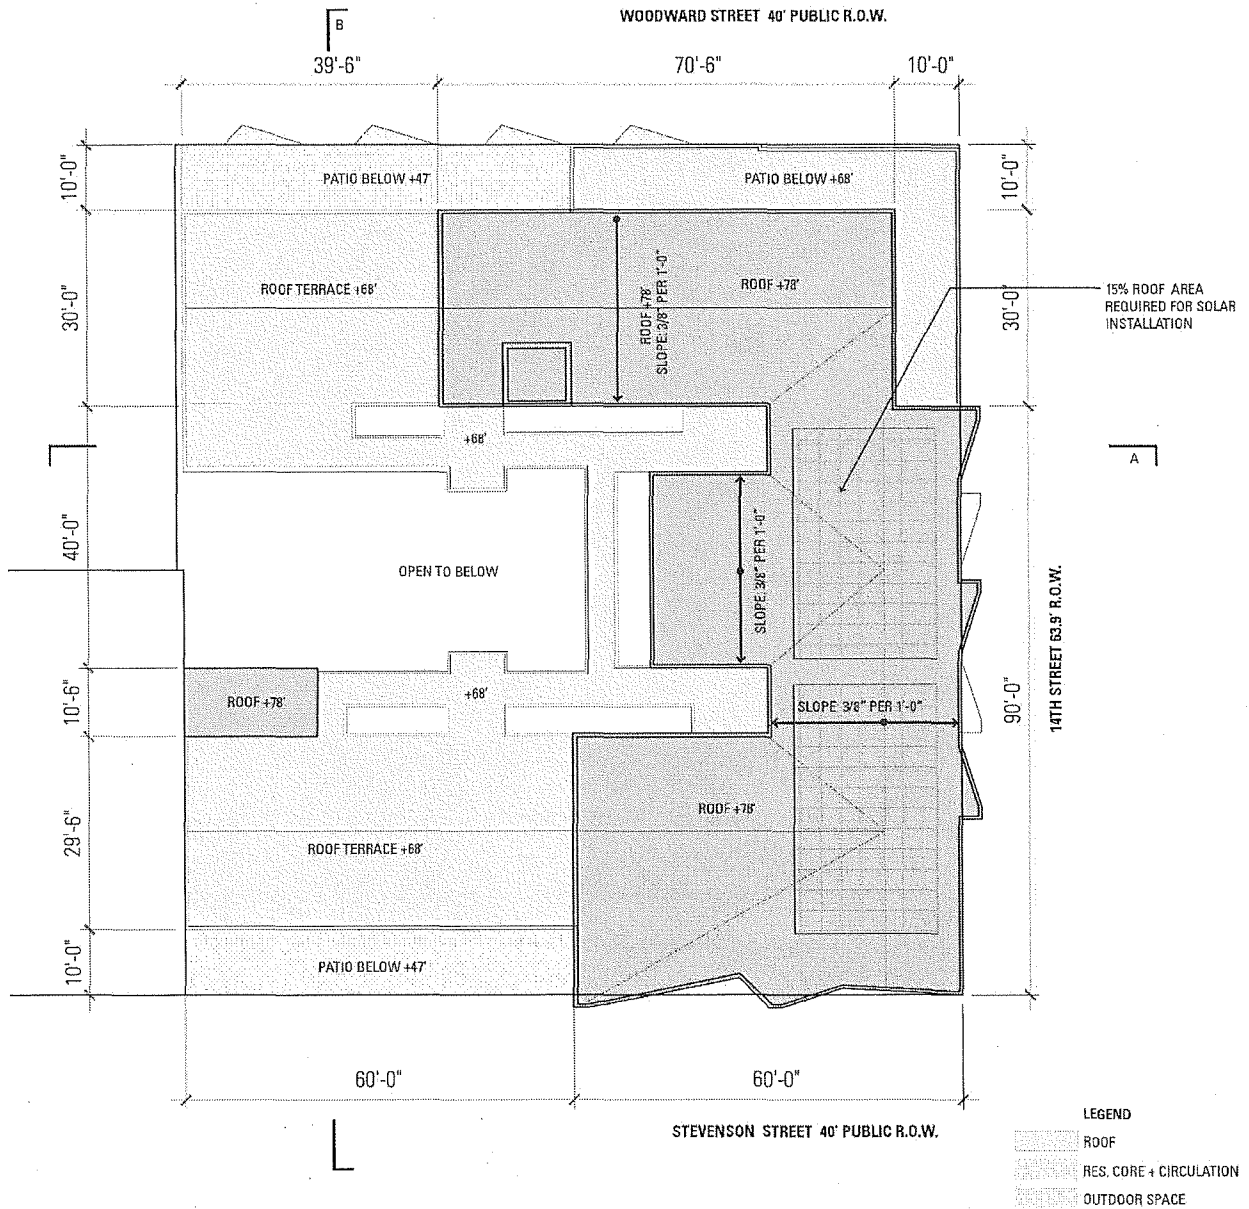 B
WOODWARD STREET 40' PUBLIC R.O.W.
39'-6"
70'-6"
10'-0"
10'-0"
PATIO BELOW +47'
PATIO BELOW +68'
10'-0"
30'-0"
ROOF TERRACE +68'
ROOF +78'
SLOPE: 3/8" PER 1'-0"
ROOF +78'
30'-0"
15% ROOF AREA
REQUIRED FOR SOLAR
INSTALLATION
+68'
A
40'-0"
OPEN TO BELOW
SLOPE: 3/8" PER 1'-0"
14TH STREET 63.9' R.O.W.
90'-0"
10'-6"
ROOF +78'
+68'
SLOPE: 3/8" PER 1'-0"
29'-6"
ROOF +78'
ROOF TERRACE +68'
10'-0"
PATIO BELOW +47'
60'-0"
60'-0"
STEVENSON STREET 40' PUBLIC R.O.W.
LEGEND
ROOF
RES. CORE + CIRCULATION
OUTDOOR SPACE